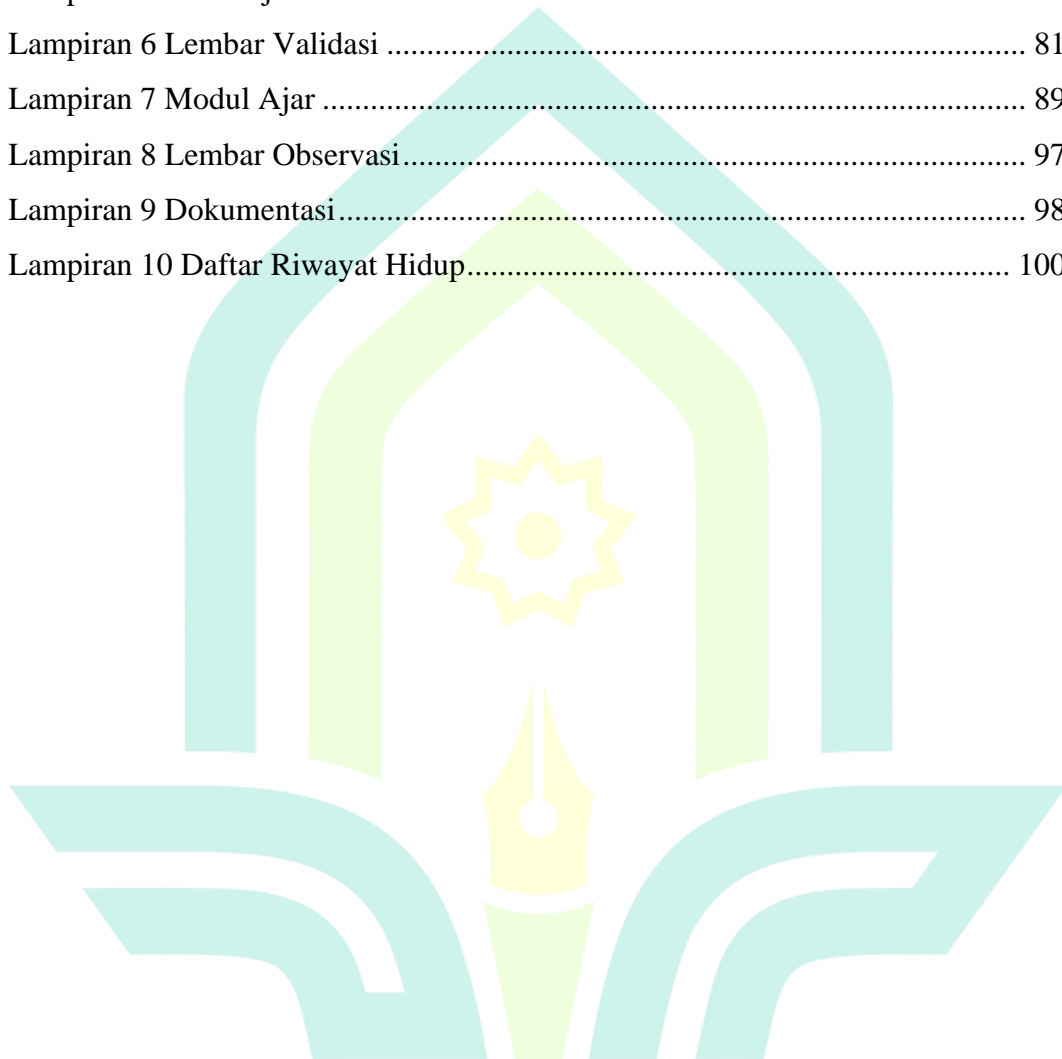 Lampiran 6 Lembar Validasi ............................................................................... 81
Lampiran 7 Modul Ajar ....................................................................................... 89
Lampiran 8 Lembar Observasi............................................................................. 97
Lampiran 9 Dokumentasi..................................................................................... 98
Lampiran 10 Daftar Riwayat Hidup................................................................... 100